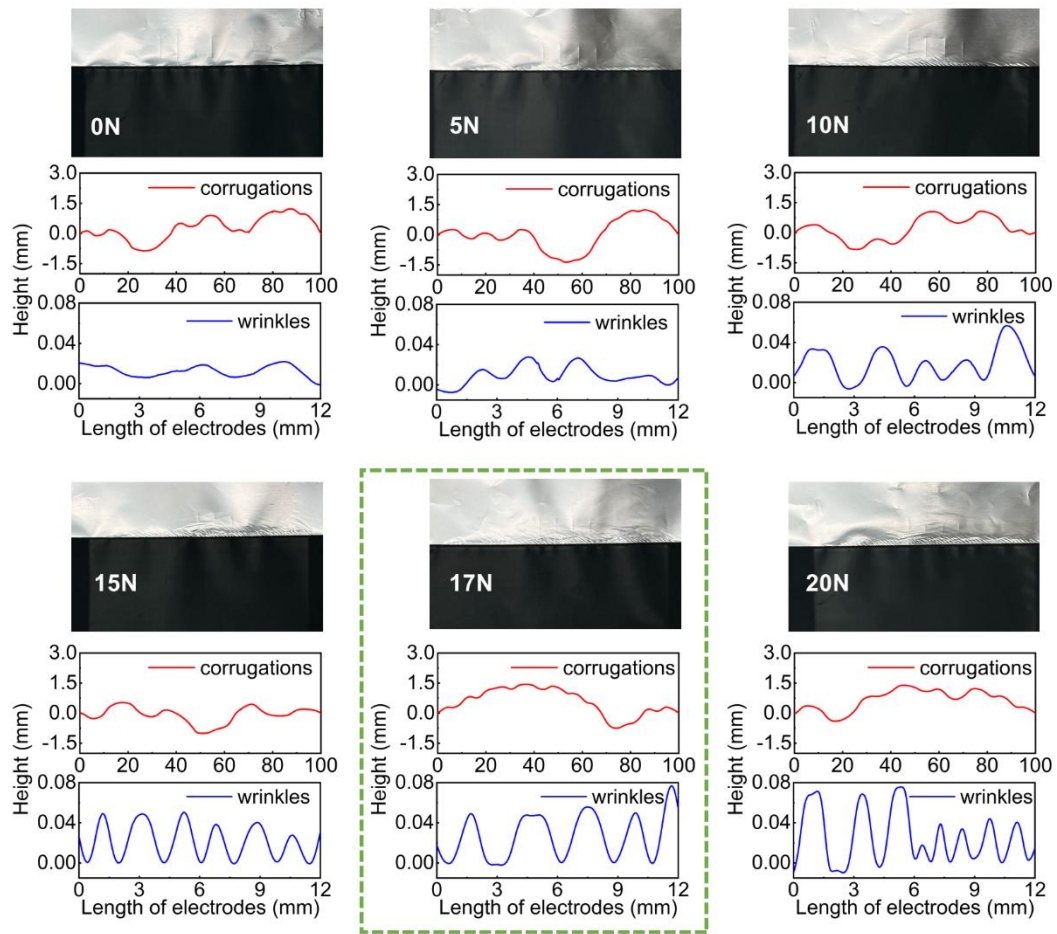 0N
5N
10N
3.0
1.5
0.0
-1.5
corrugations
0 20 40 60 80 100
0.08
0.04
0.00
wrinkles
0 3 6 9 12
Height (mm)
Length of electrodes (mm)
3.0
1.5
0.0
-1.5
corrugations
0 20 40 60 80 100
0.08
0.04
0.00
wrinkles
0 3 6 9 12
Height (mm)
Length of electrodes (mm)
3.0
1.5
0.0
-1.5
corrugations
0 20 40 60 80 100
0.08
0.04
0.00
wrinkles
0 3 6 9 12
Height (mm)
Length of electrodes (mm)
15N
17N
20N
3.0
1.5
0.0
-1.5
corrugations
0 20 40 60 80 100
0.08
0.04
0.00
wrinkles
0 3 6 9 12
Height (mm)
Length of electrodes (mm)
3.0
1.5
0.0
-1.5
corrugations
0 20 40 60 80 100
0.08
0.04
0.00
wrinkles
0 3 6 9 12
Height (mm)
Length of electrodes (mm)
3.0
1.5
0.0
-1.5
corrugations
0 20 40 60 80 100
0.08
0.04
0.00
wrinkles
0 3 6 9 12
Height (mm)
Length of electrodes (mm)